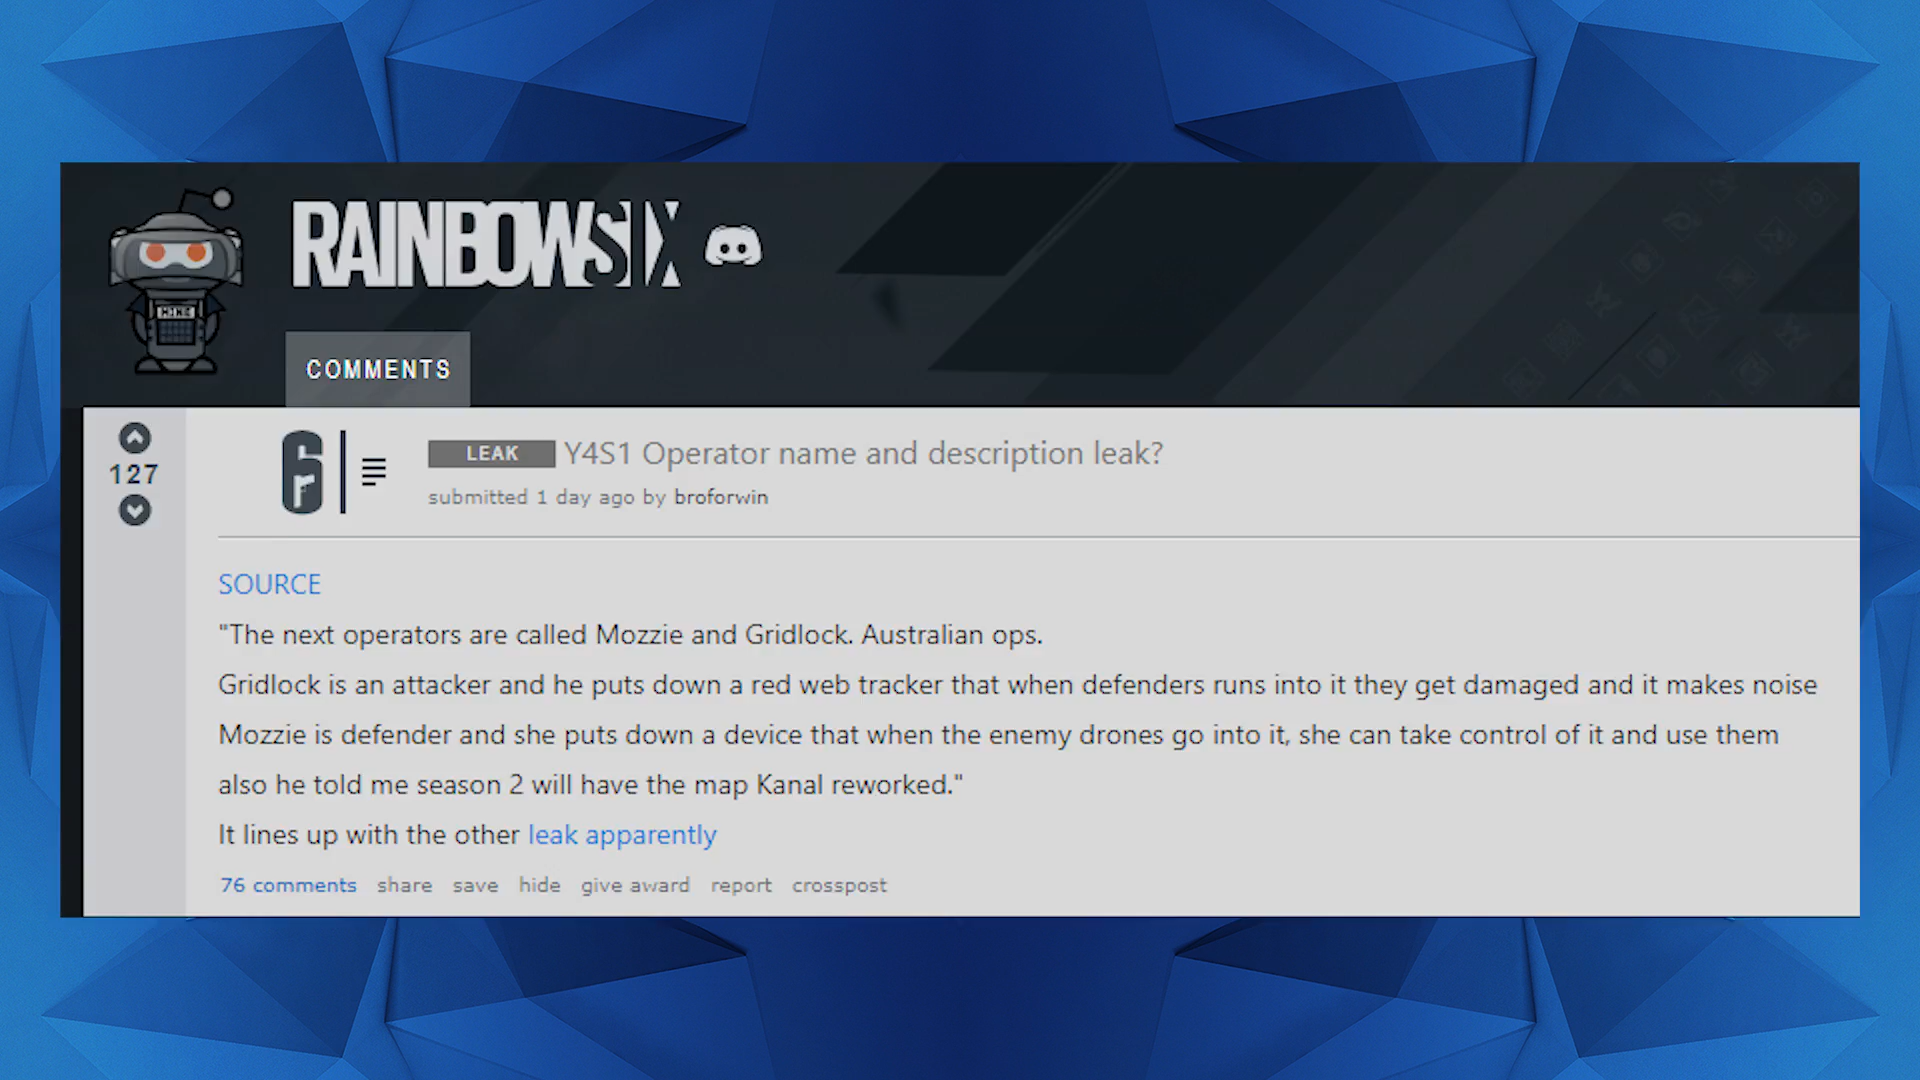 RAINBOWSIX
COMMENTS
127
LEAK Y4S1 Operator name and description leak?
submitted 1 day ago by broforwin
SOURCE
"The next operators are called Mozzie and Gridlock. Australian ops.
Gridlock is an attacker and he puts down a red web tracker that when defenders runs into it they get damaged and it makes noise
Mozzie is defender and she puts down a device that when the enemy drones go into it, she can take control of it and use them
also he told me season 2 will have the map Kanal reworked."
It lines up with the other leak apparently
76 comments share save hide give award report crosspost